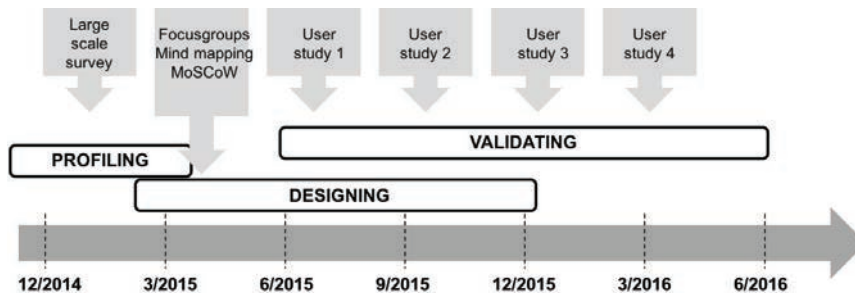 Large
scale
survey
Focusgroups
Mind mapping
MoSCoW
User
study 1
User
study 2
User
study 3
User
study 4
PROFILING
VALIDATING
DESIGNING
12/2014
3/2015
6/2015
9/2015
12/2015
3/2016
6/2016